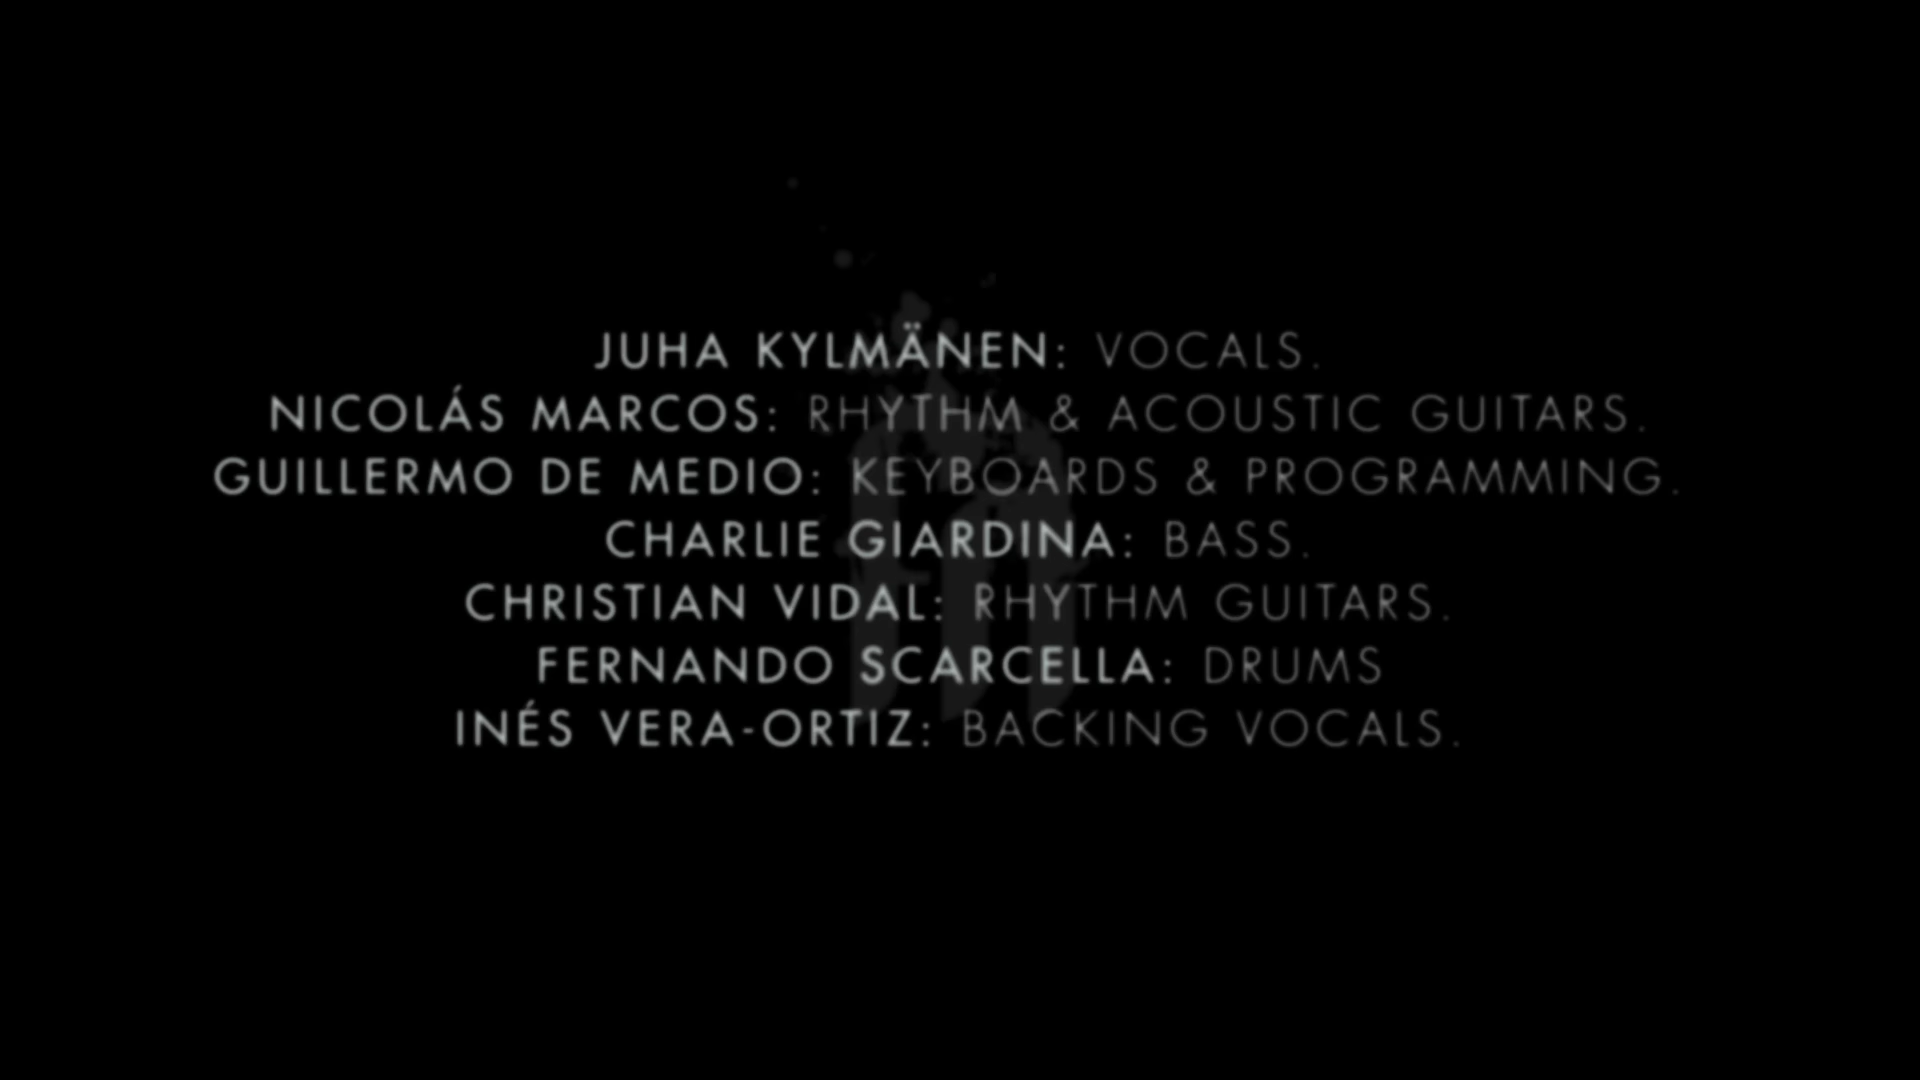 JUHA KYLMÄNEN: VOCALS.
NICOLÁS MARCOS: RHYTHM & ACOUSTIC GUITARS.
GUILLERMO DE MEDIO: KEYBOARDS & PROGRAMMING.
CHARLIE GIARDINA: BASS.
CHRISTIAN VIDAL: RHYTHM GUITARS.
FERNANDO SCARCELLA: DRUMS
INÉS VERA-ORTIZ: BACKING VOCALS.